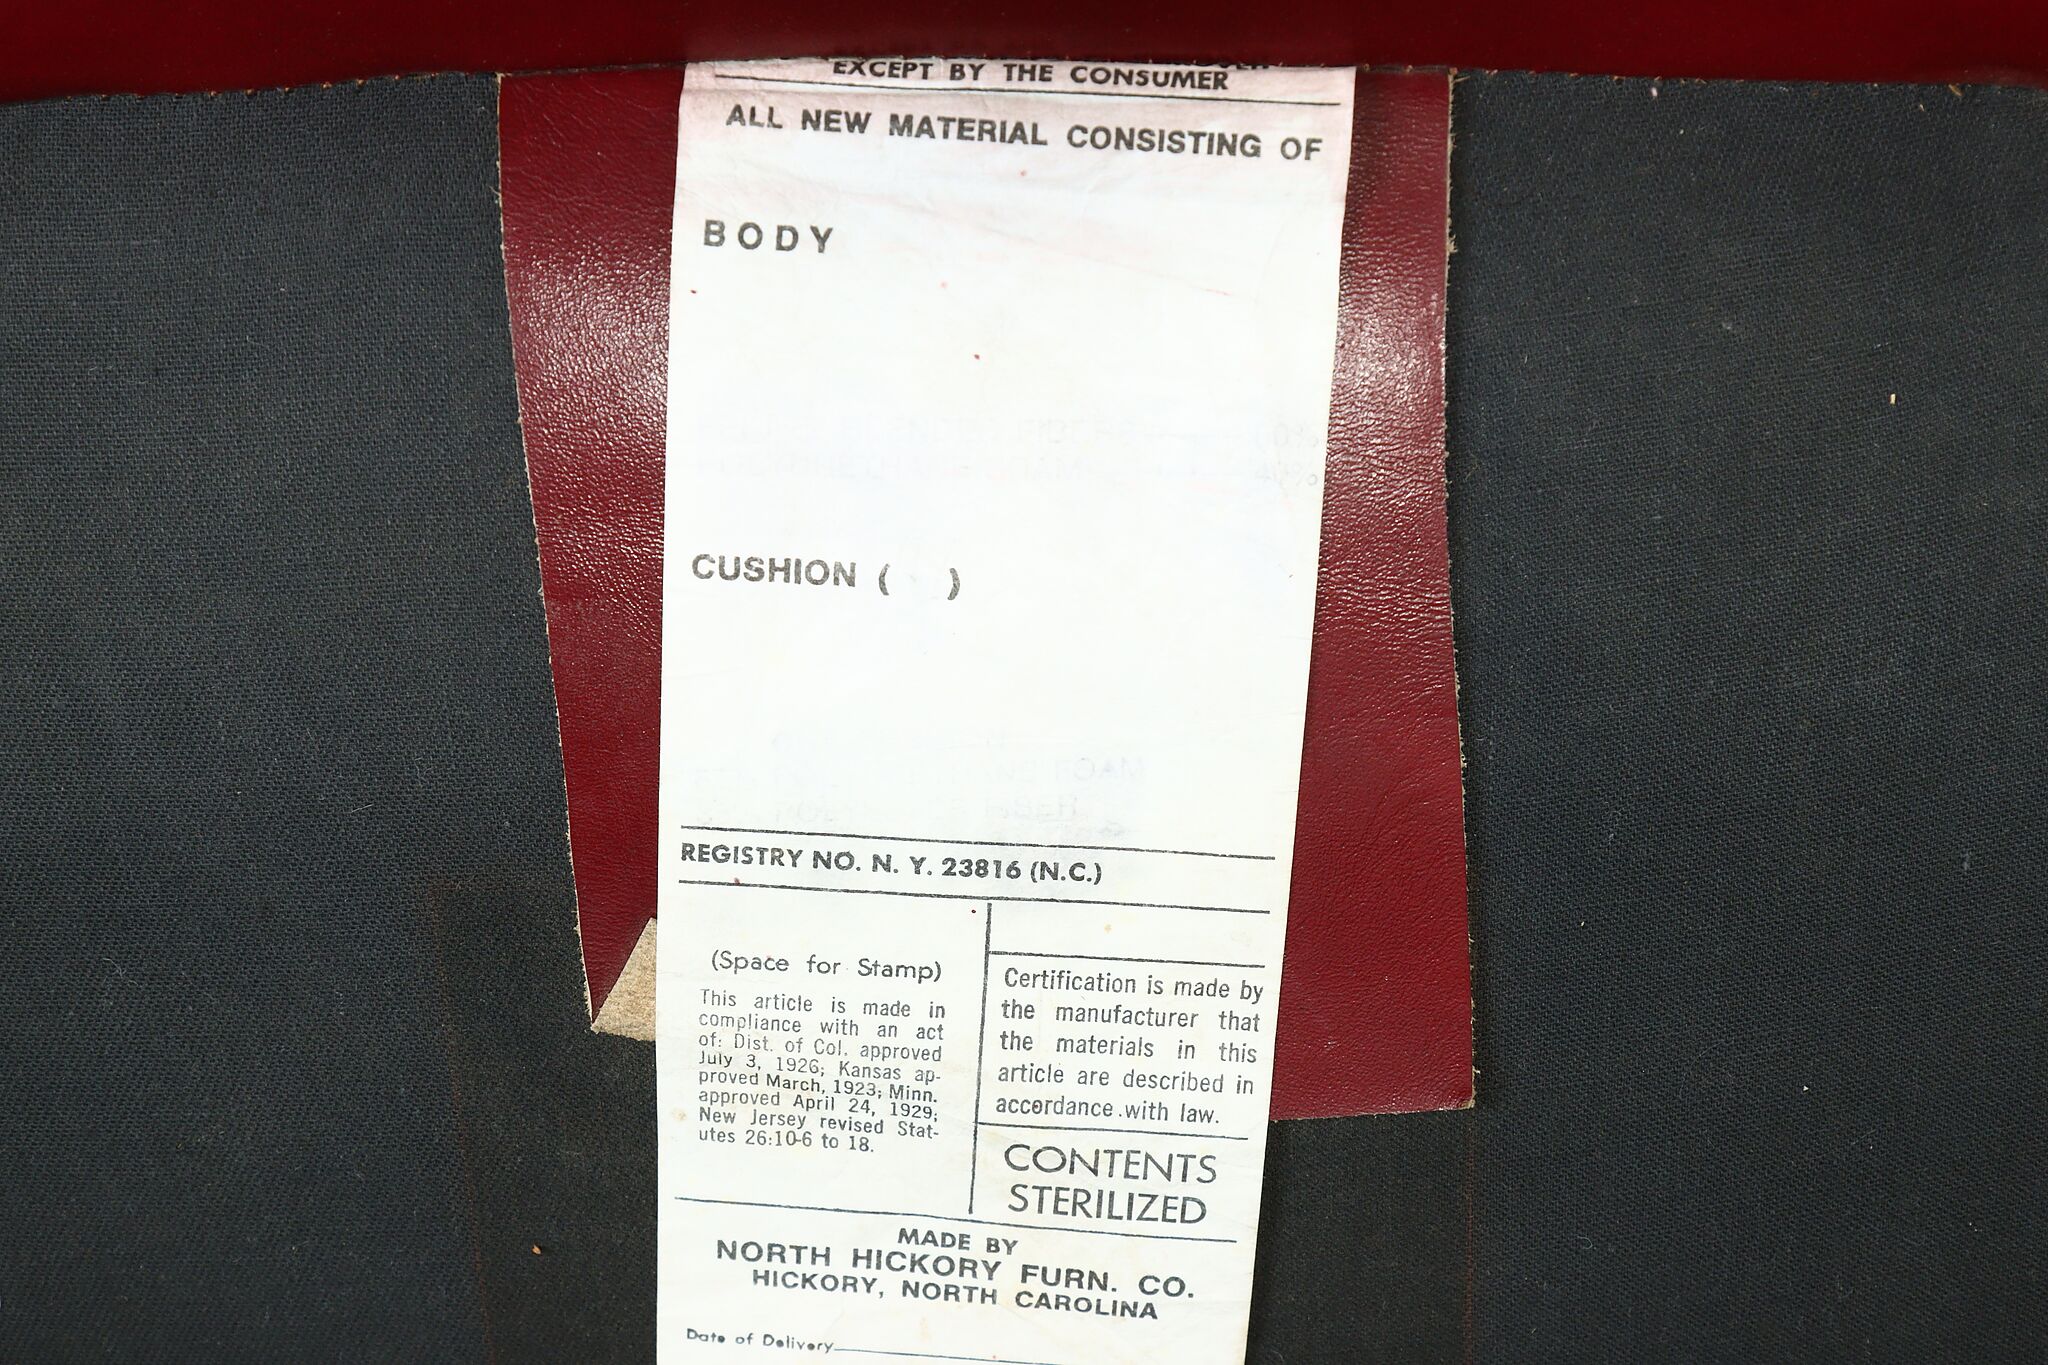 EXCEPT BY THE CONSUMER
ALL NEW MATERIAL CONSISTING OF
BODY
CUSHION ( )
REGISTRY NO. N. Y. 23816 (N.C.)
(Space for Stamp)
This article is made in
compliance with an act
of: Dist. of Col. approved
July 3, 1926; Kansas ap-
proved March, 1923; Minn.
approved April 24, 1929;
New Jersey revised Stat-
utes 26:10-6 to 18.
Certification is made by
the manufacturer that
the materials in this
article are described in
accordance with law.
CONTENTS
STERILIZED
MADE BY
NORTH HICKORY FURN. CO.
HICKORY, NORTH CAROLINA
Date of Delivery